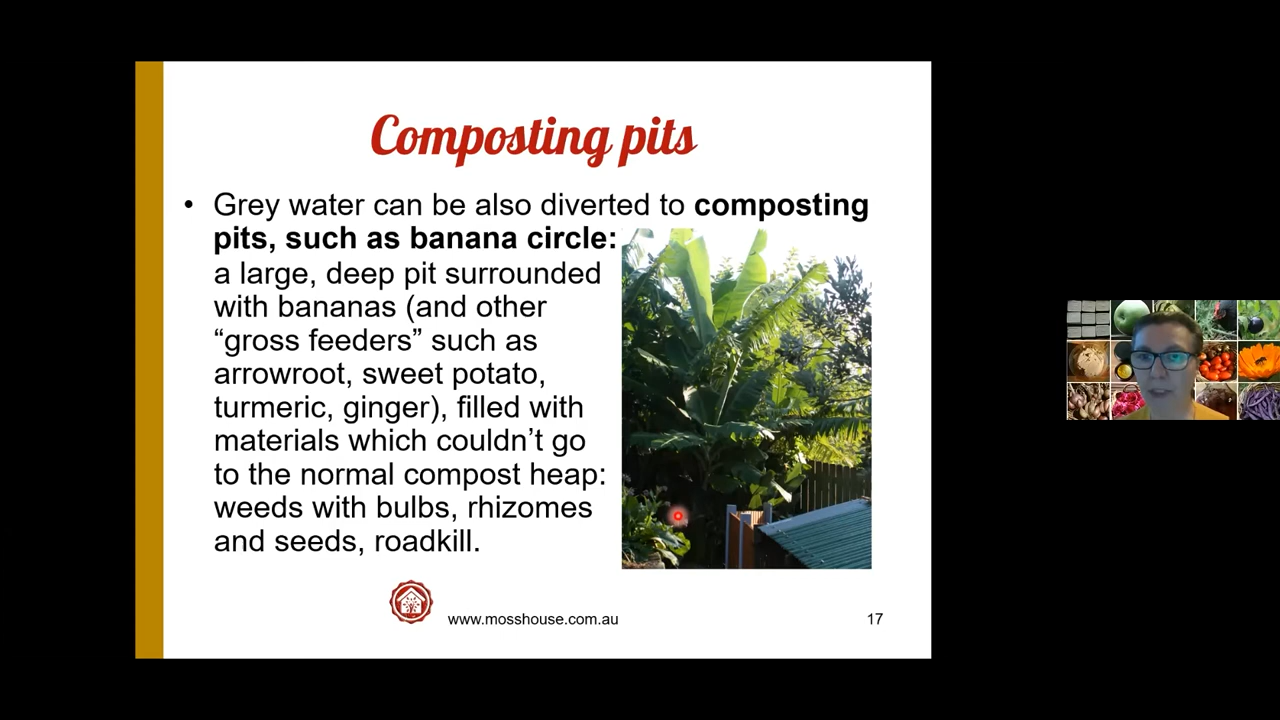 Composting pits
• Grey water can be also diverted to composting
pits, such as banana circle:
a large, deep pit surrounded
with bananas (and other
“gross feeders” such as
arrowroot, sweet potato,
turmeric, ginger), filled with
materials which couldn’t go
to the normal compost heap:
weeds with bulbs, rhizomes
and seeds, roadkill.
www.mosshouse.com.au
17